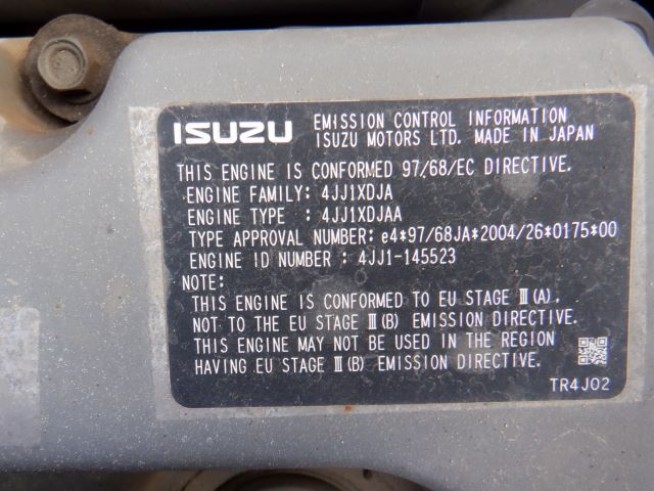 ISUZU EMISSION CONTROL INFORMATION
ISUZU MOTORS LTD. MADE IN JAPAN
THIS ENGINE IS CONFORMED 97/68/EC DIRECTIVE.
ENGINE FAMILY: 4JJ1XDJA
ENGINE TYPE : 4JJ1XDJAA
TYPE APPROVAL NUMBER: e4*97/68JA*2004/26*0175*00
ENGINE ID NUMBER : 4JJ1-145523
NOTE:
THIS ENGINE IS CONFORMED TO EU STAGE Ⅲ(A),
NOT TO THE EU STAGE Ⅲ(B) EMISSION DIRECTIVE.
THIS ENGINE MAY NOT BE USED IN THE REGION
HAVING EU STAGE Ⅲ(B) EMISSION DIRECTIVE.
TR4J02